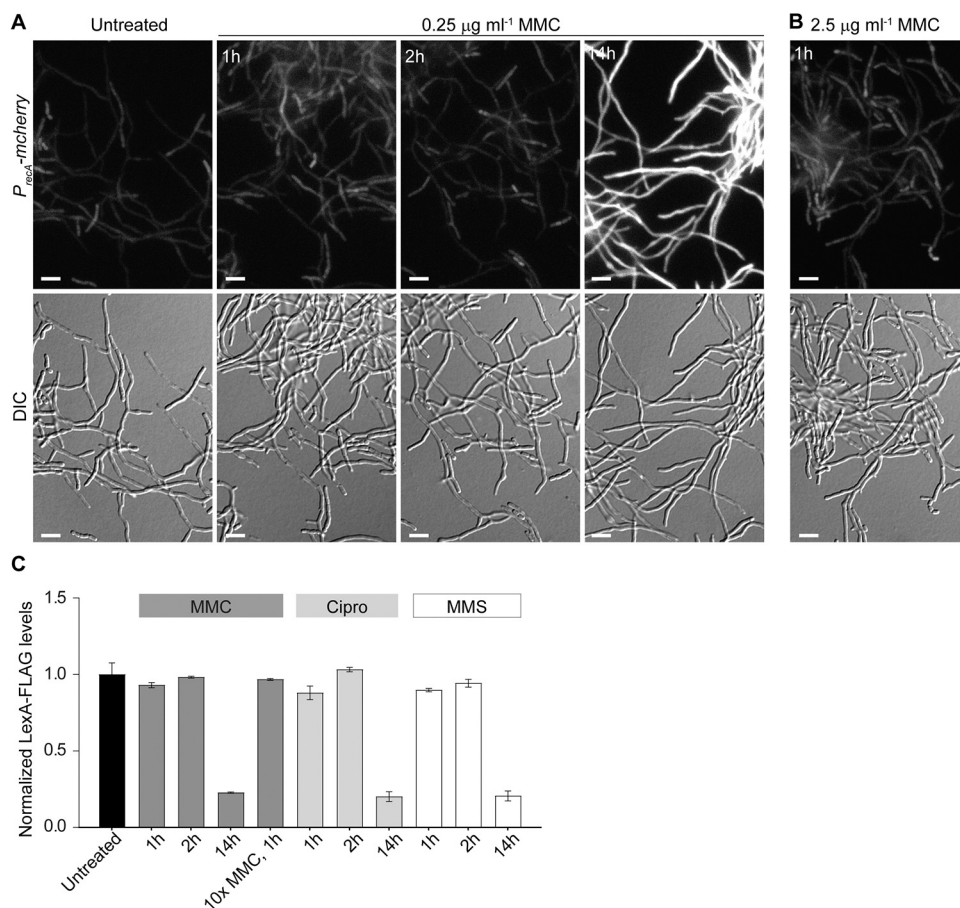 A
Untreated
0.25 μg ml⁻¹ MMC
B
2.5 μg ml⁻¹ MMC
1h
2h
14h
1h
P_recA-mcherry
DIC
C
Normalized LexA-FLAG levels
1.5
1.0
0.5
0.0
MMC
Cipro
MMS
Untreated
1h
2h
14h
10x MMC, 1h
1h
2h
14h
1h
2h
14h